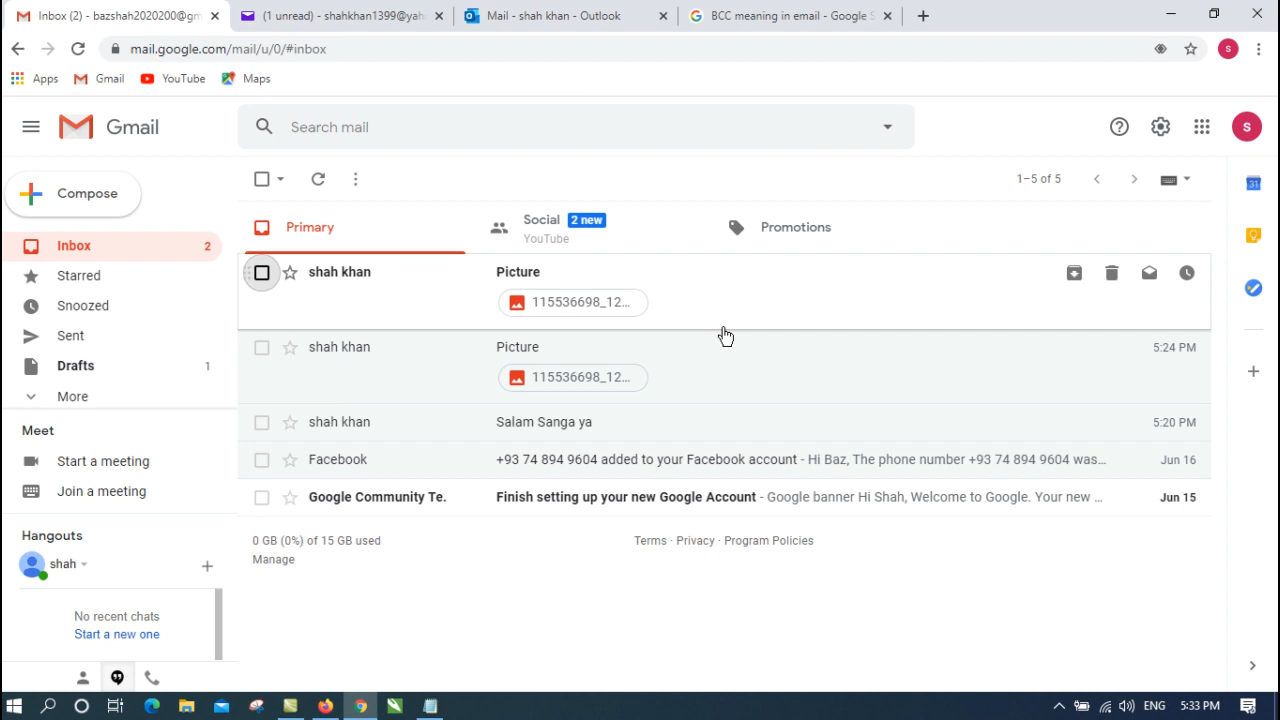 Inbox (2) - bazshah2020200@gm
(1 unread) - shahkhan1399@yah
Mail - shah khan - Outlook
BCC meaning in email - Google S
mail.google.com/mail/u/0/#inbox
S
Apps
Gmail
YouTube
Maps
Gmail
Search mail
S
Compose
1–5 of 5
31
Primary
Social 2 new
YouTube
Promotions
Inbox 2
Starred
Snoozed
Sent
Drafts 1
More
shah khan Picture
115536698_12...
shah khan Picture 5:24 PM
115536698_12...
shah khan Salam Sanga ya 5:20 PM
Facebook +93 74 894 9604 added to your Facebook account - Hi Baz, The phone number +93 74 894 9604 was... Jun 16
Google Community Te. Finish setting up your new Google Account - Google banner Hi Shah, Welcome to Google. Your new ... Jun 15
Meet
Start a meeting
Join a meeting
0 GB (0%) of 15 GB used
Manage
Terms · Privacy · Program Policies
Hangouts
shah
No recent chats
Start a new one
ENG 5:33 PM